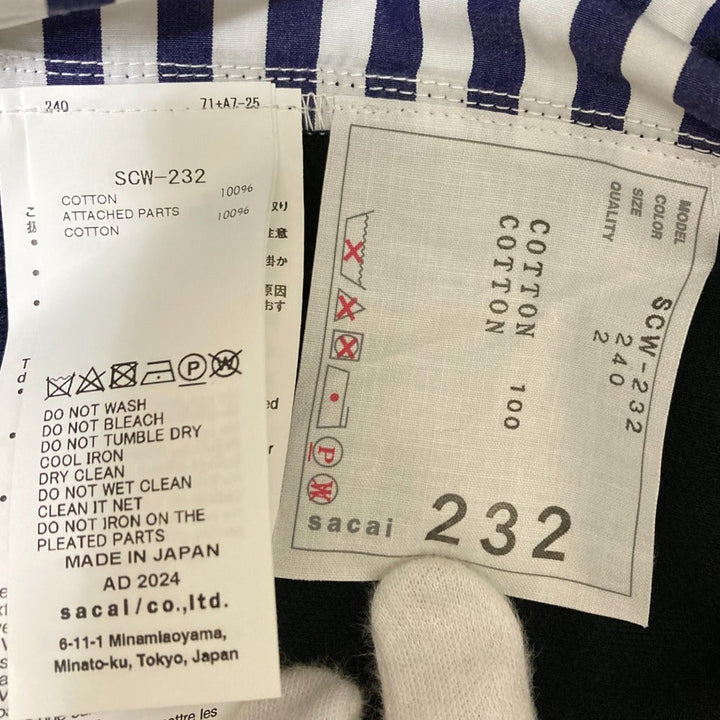 240 71+A7-25
SCW-232
COTTON 100%
ATTACHED PARTS 100%
COTTON
DO NOT WASH
DO NOT BLEACH
DO NOT TUMBLE DRY
COOL IRON
DRY CLEAN
DO NOT WET CLEAN
CLEAN IT NET
DO NOT IRON ON THE
PLEATED PARTS
MADE IN JAPAN
AD 2024
sacai/co.,ltd.
6-11-1 Minamiaoyama,
Minato-ku, Tokyo, Japan
MODEL SCW-232
COLOR 240
SIZE 2
QUALITY
COTTON 100
COTTON
P
W
sacai 232